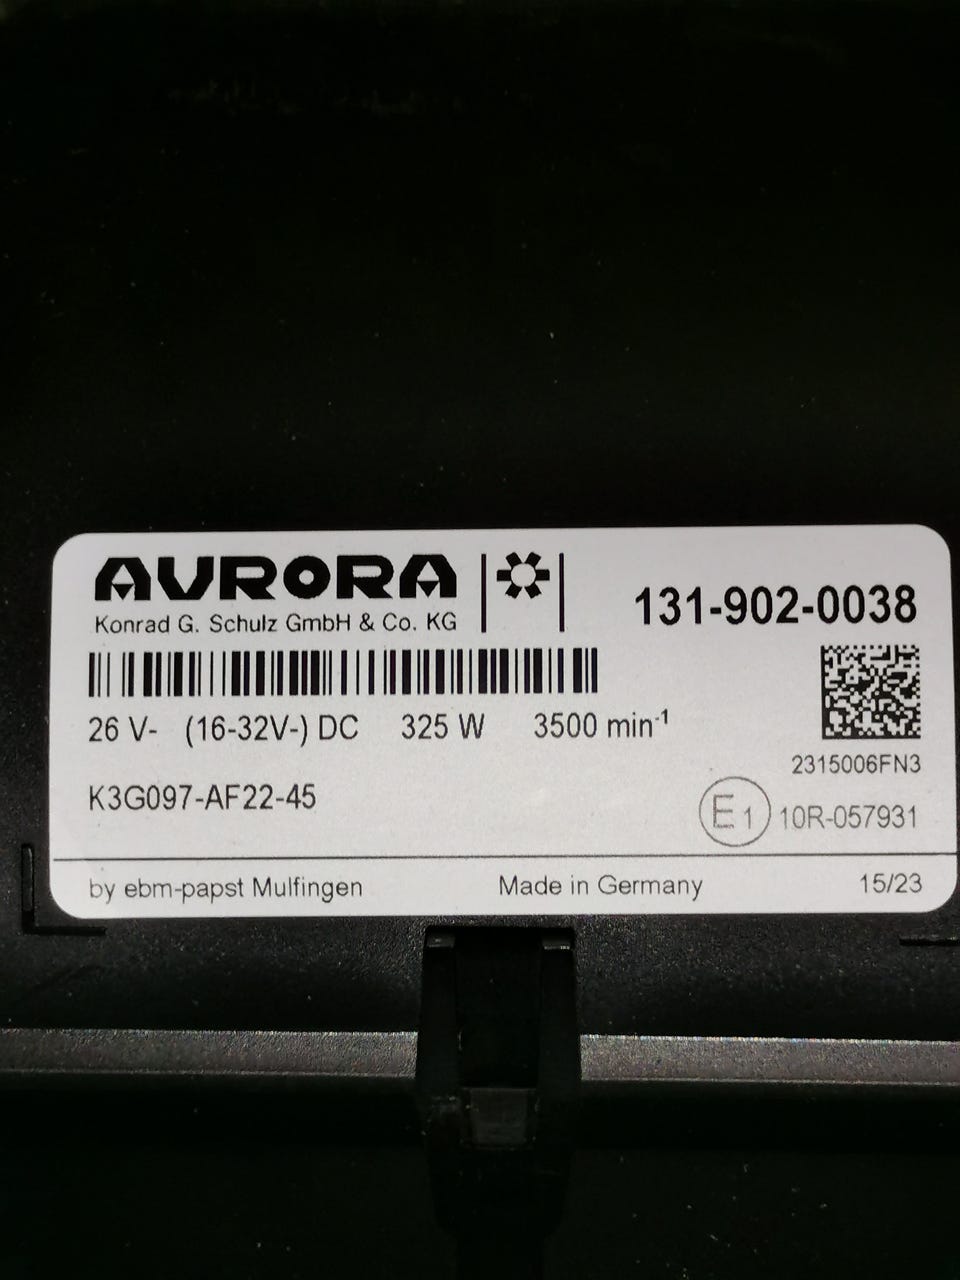 AVRORA
Konrad G. Schulz GmbH & Co. KG
131-902-0038
26 V- (16-32V-) DC 325 W 3500 min⁻¹
2315006FN3
K3G097-AF22-45
E1 10R-057931
by ebm-papst Mulfingen Made in Germany 15/23